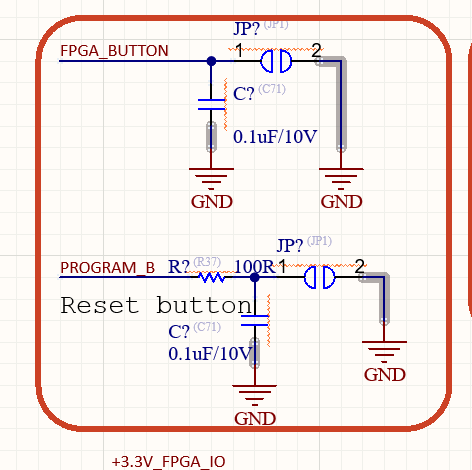 JP? (JP1)
FPGA_BUTTON 1 2
C? (C71)
0.1uF/10V
GND GND
JP? (JP1)
PROGRAM_B R? (R37) 100R 1 2
Reset button
C? (C71)
0.1uF/10V
GND
GND
+3.3V_FPGA_IO